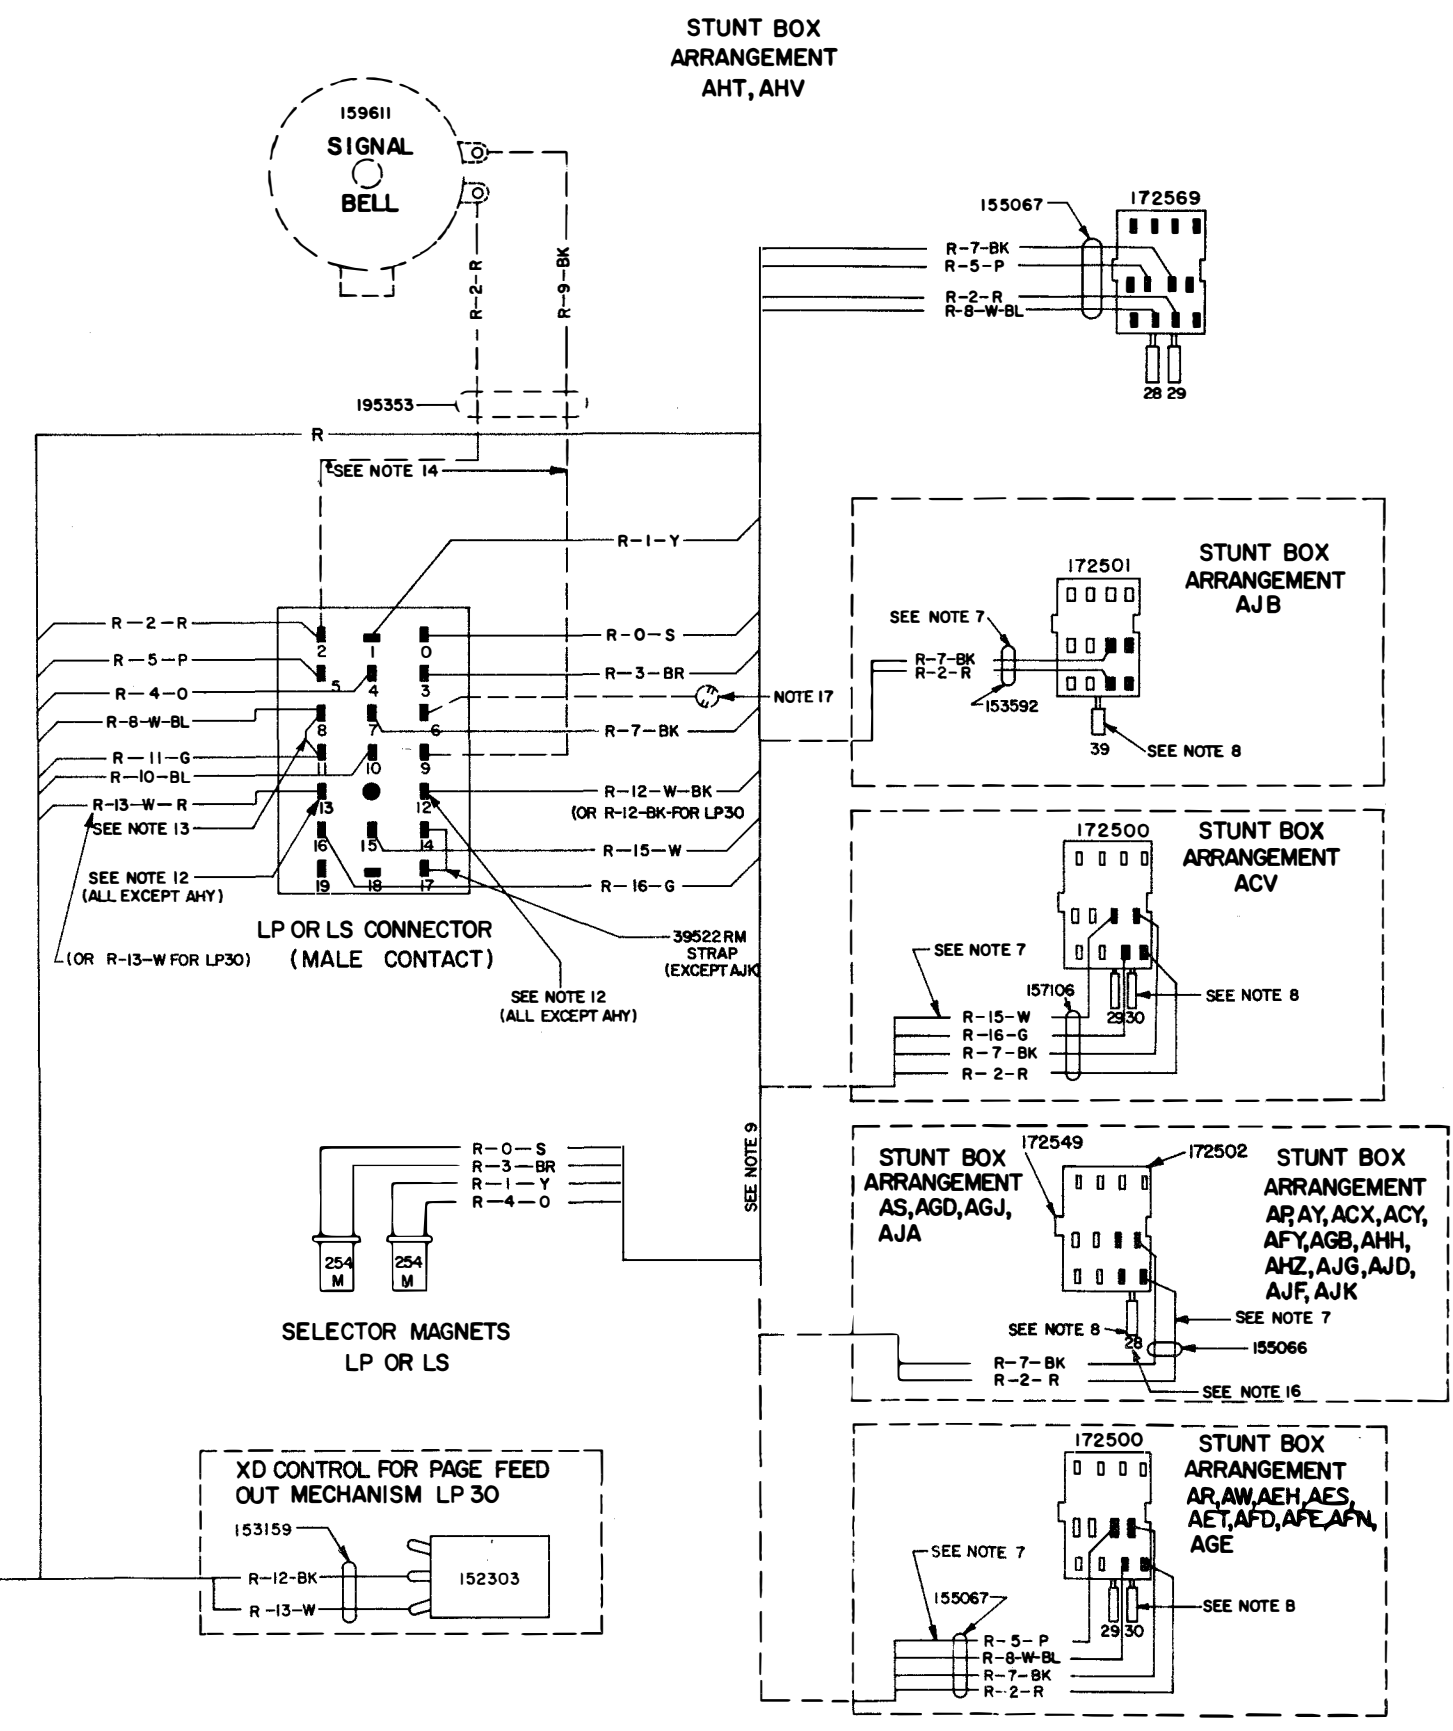 STUNT BOX
ARRANGEMENT
AHT, AHV
159611
SIGNAL
BELL
R-2-R
R-9-BK
195353
R
SEE NOTE 14
155067
172569
R-7-BK
R-5-P
R-2-R
R-8-W-BL
28 29
R-1-Y
R-2-R
R-5-P
R-4-O
R-8-W-BL
R-11-G
R-10-BL
R-13-W-R
SEE NOTE 13
SEE NOTE 12
(ALL EXCEPT AHY)
(OR R-13-W FOR LP30)
2 1 0
5 4 3
8 7 6
11 10 9
13 12
16 15 14
19 18 17
R-0-S
R-3-BR
NOTE 17
R-7-BK
R-12-W-BK
(OR R-12-BK-FOR LP30
R-15-W
R-16-G
LP OR LS CONNECTOR
(MALE CONTACT)
39522RM
STRAP
(EXCEPT AJK)
SEE NOTE 12
(ALL EXCEPT AHY)
STUNT BOX
ARRANGEMENT
AJB
172501
SEE NOTE 7
R-7-BK
R-2-R
153592
39
SEE NOTE 8
STUNT BOX
ARRANGEMENT
ACV
172500
SEE NOTE 7
157106
29 30
SEE NOTE 8
R-15-W
R-16-G
R-7-BK
R-2-R
SEE NOTE 9
R-0-S
R-3-BR
R-1-Y
R-4-O
254
M
254
M
SELECTOR MAGNETS
LP OR LS
STUNT BOX
ARRANGEMENT
AS, AGD, AGJ,
AJA
172549
172502
STUNT BOX
ARRANGEMENT
AP, AY, ACX, ACY,
AFY, AGB, AHH,
AHZ, AJG, AJD,
AJF, AJK
SEE NOTE 7
SEE NOTE 8
28
155066
R-7-BK
R-2-R
SEE NOTE 16
XD CONTROL FOR PAGE FEED
OUT MECHANISM LP 30
153159
R-12-BK
R-13-W
152303
172500
STUNT BOX
ARRANGEMENT
AR, AW, AEH, AES,
AET, AFD, AFE, AFN,
AGE
SEE NOTE 7
155067
29 30
SEE NOTE B
R-5-P
R-8-W-BL
R-7-BK
R-2-R